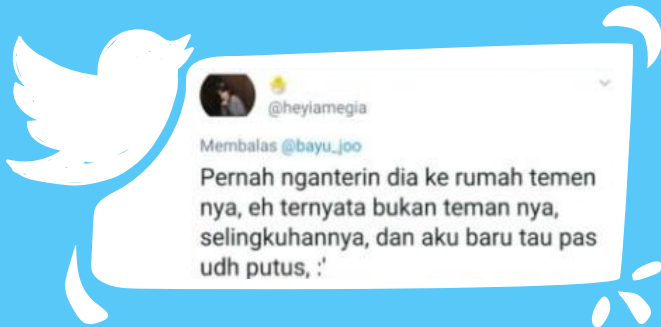 @heyiamegia
Membalas @bayu_joo
Pernah nganterin dia ke rumah temen
nya, eh ternyata bukan teman nya,
selingkuhannya, dan aku baru tau pas
udh putus, :'